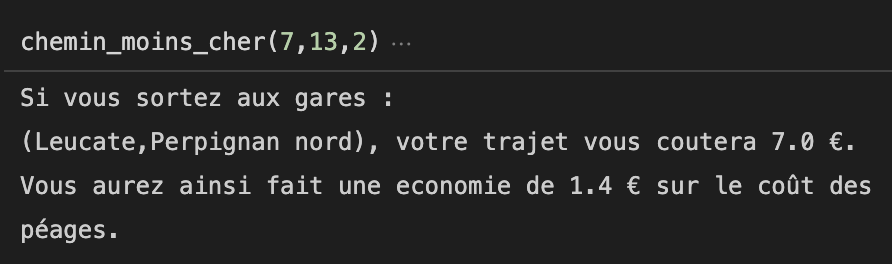 chemin_moins_cher(7,13,2) ...
Si vous sortez aux gares :
(Leucate,Perpignan nord), votre trajet vous coutera 7.0 €.
Vous aurez ainsi fait une economie de 1.4 € sur le coût des
péages.